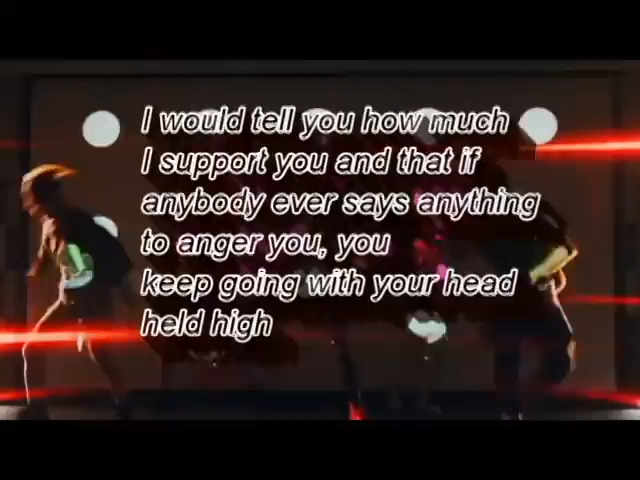 I would tell you how much
I support you and that if
anybody ever says anything
to anger you, you
keep going with your head
held high